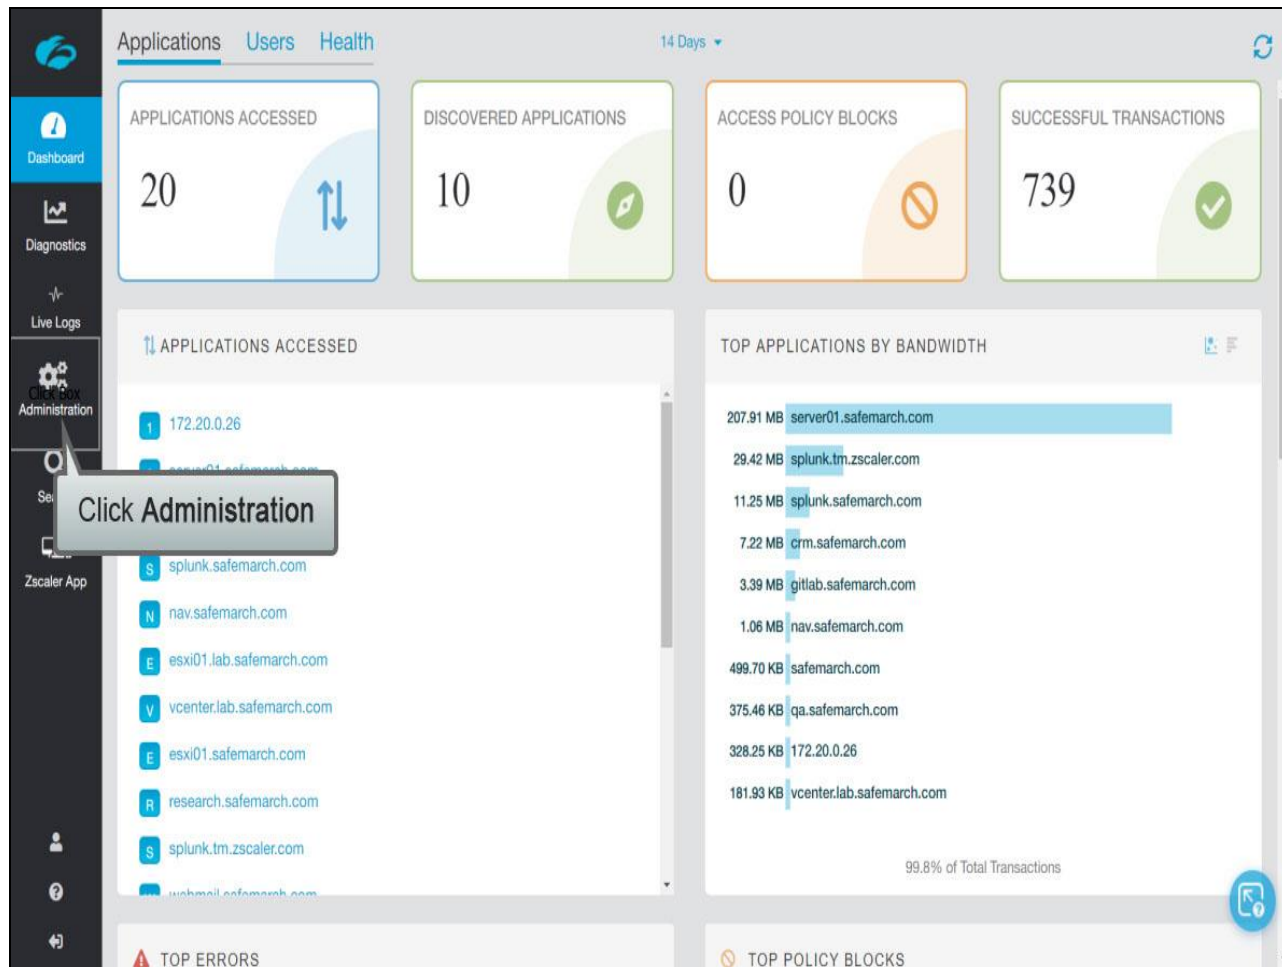 Applications Users Health
14 Days
Dashboard
Diagnostics
Live Logs
Click Box
Administration
Zscaler App
APPLICATIONS ACCESSED
20
DISCOVERED APPLICATIONS
10
ACCESS POLICY BLOCKS
0
SUCCESSFUL TRANSACTIONS
739
APPLICATIONS ACCESSED
1 172.20.0.26
server01.safemarch.com
Click Administration
S splunk.safemarch.com
N nav.safemarch.com
E esxi01.lab.safemarch.com
V vcenter.lab.safemarch.com
E esxi01.safemarch.com
R research.safemarch.com
S splunk.tm.zscaler.com
webmail.safemarch.com
TOP APPLICATIONS BY BANDWIDTH
207.91 MB server01.safemarch.com
29.42 MB splunk.tm.zscaler.com
11.25 MB splunk.safemarch.com
7.22 MB crm.safemarch.com
3.39 MB gitlab.safemarch.com
1.06 MB nav.safemarch.com
499.70 KB safemarch.com
375.46 KB qa.safemarch.com
328.25 KB 172.20.0.26
181.93 KB vcenter.lab.safemarch.com
99.8% of Total Transactions
TOP ERRORS
TOP POLICY BLOCKS